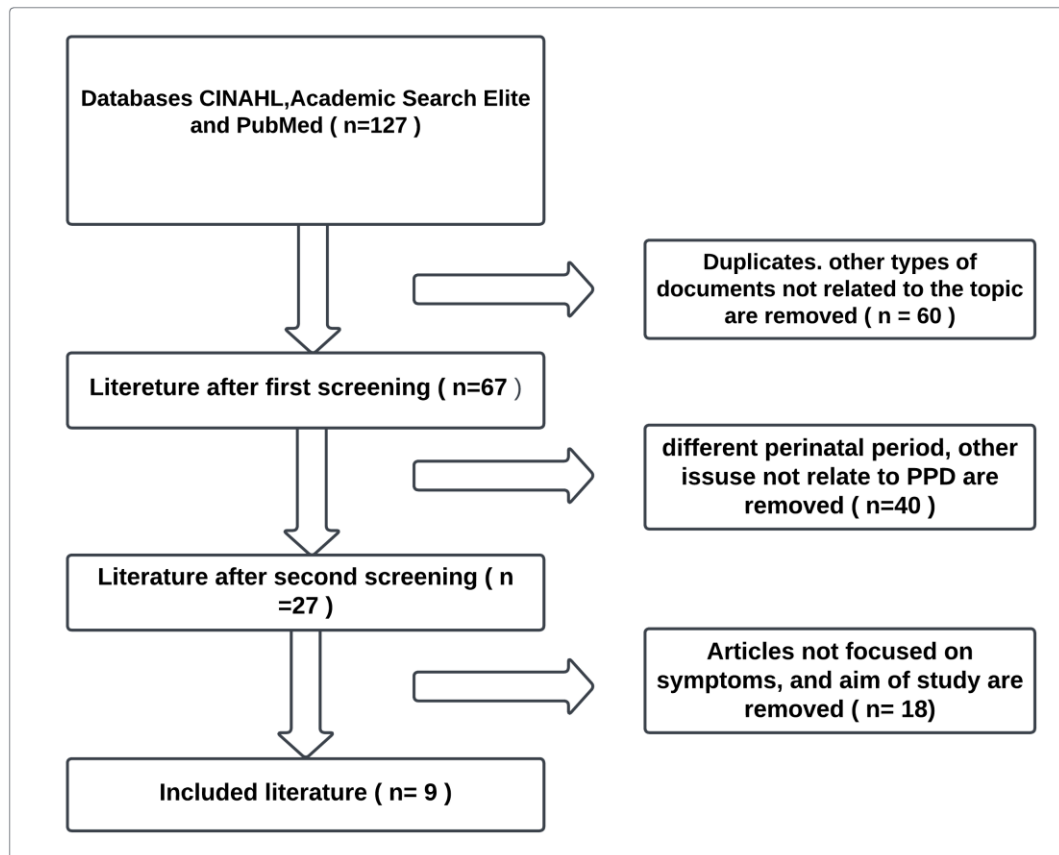 Databases CINAHL,Academic Search Elite
and PubMed ( n=127 )
Duplicates. other types of
documents not related to the topic
are removed ( n = 60 )
Litereture after first screening ( n=67 )
different perinatal period, other
issuse not relate to PPD are
removed ( n=40 )
Literature after second screening ( n
=27 )
Articles not focused on
symptoms, and aim of study are
removed ( n= 18)
Included literature ( n= 9 )